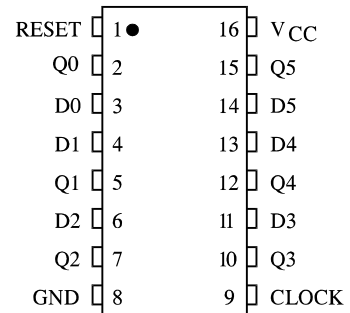 RESET 1 16 VCC
Q0 2 15 Q5
D0 3 14 D5
D1 4 13 D4
Q1 5 12 Q4
D2 6 11 D3
Q2 7 10 Q3
GND 8 9 CLOCK